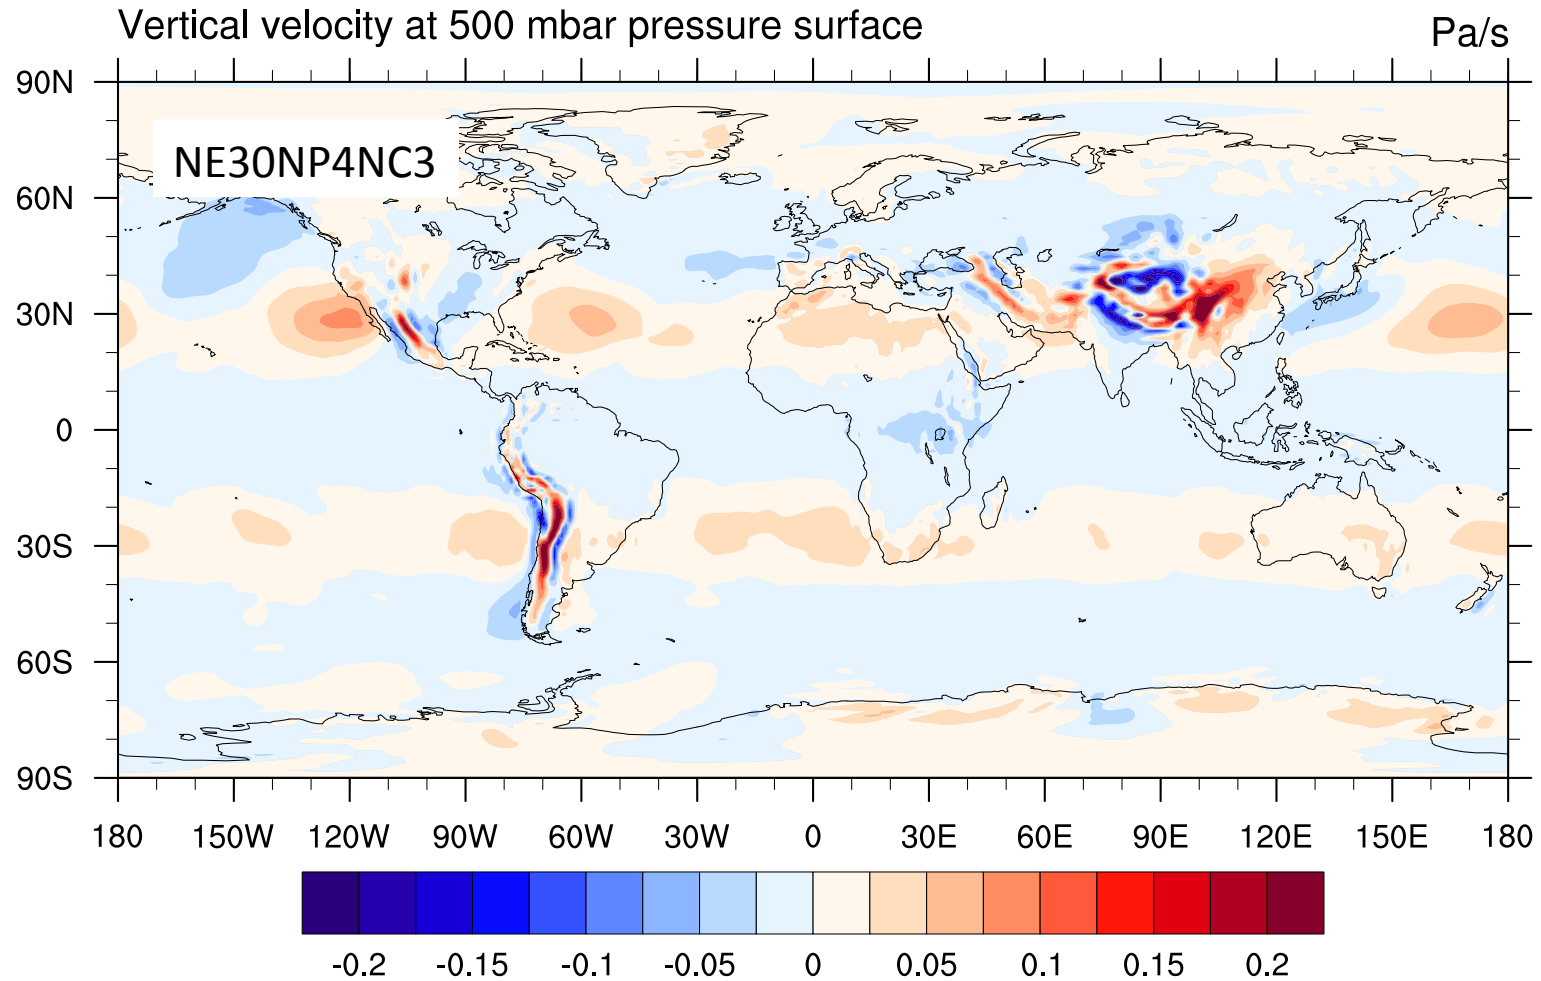 Vertical velocity at 500 mbar pressure surface Pa/s
90N
NE30NP4NC3
60N
30N
0
30S
60S
90S
180 150W 120W 90W 60W 30W 0 30E 60E 90E 120E 150E 180
-0.2 -0.15 -0.1 -0.05 0 0.05 0.1 0.15 0.2